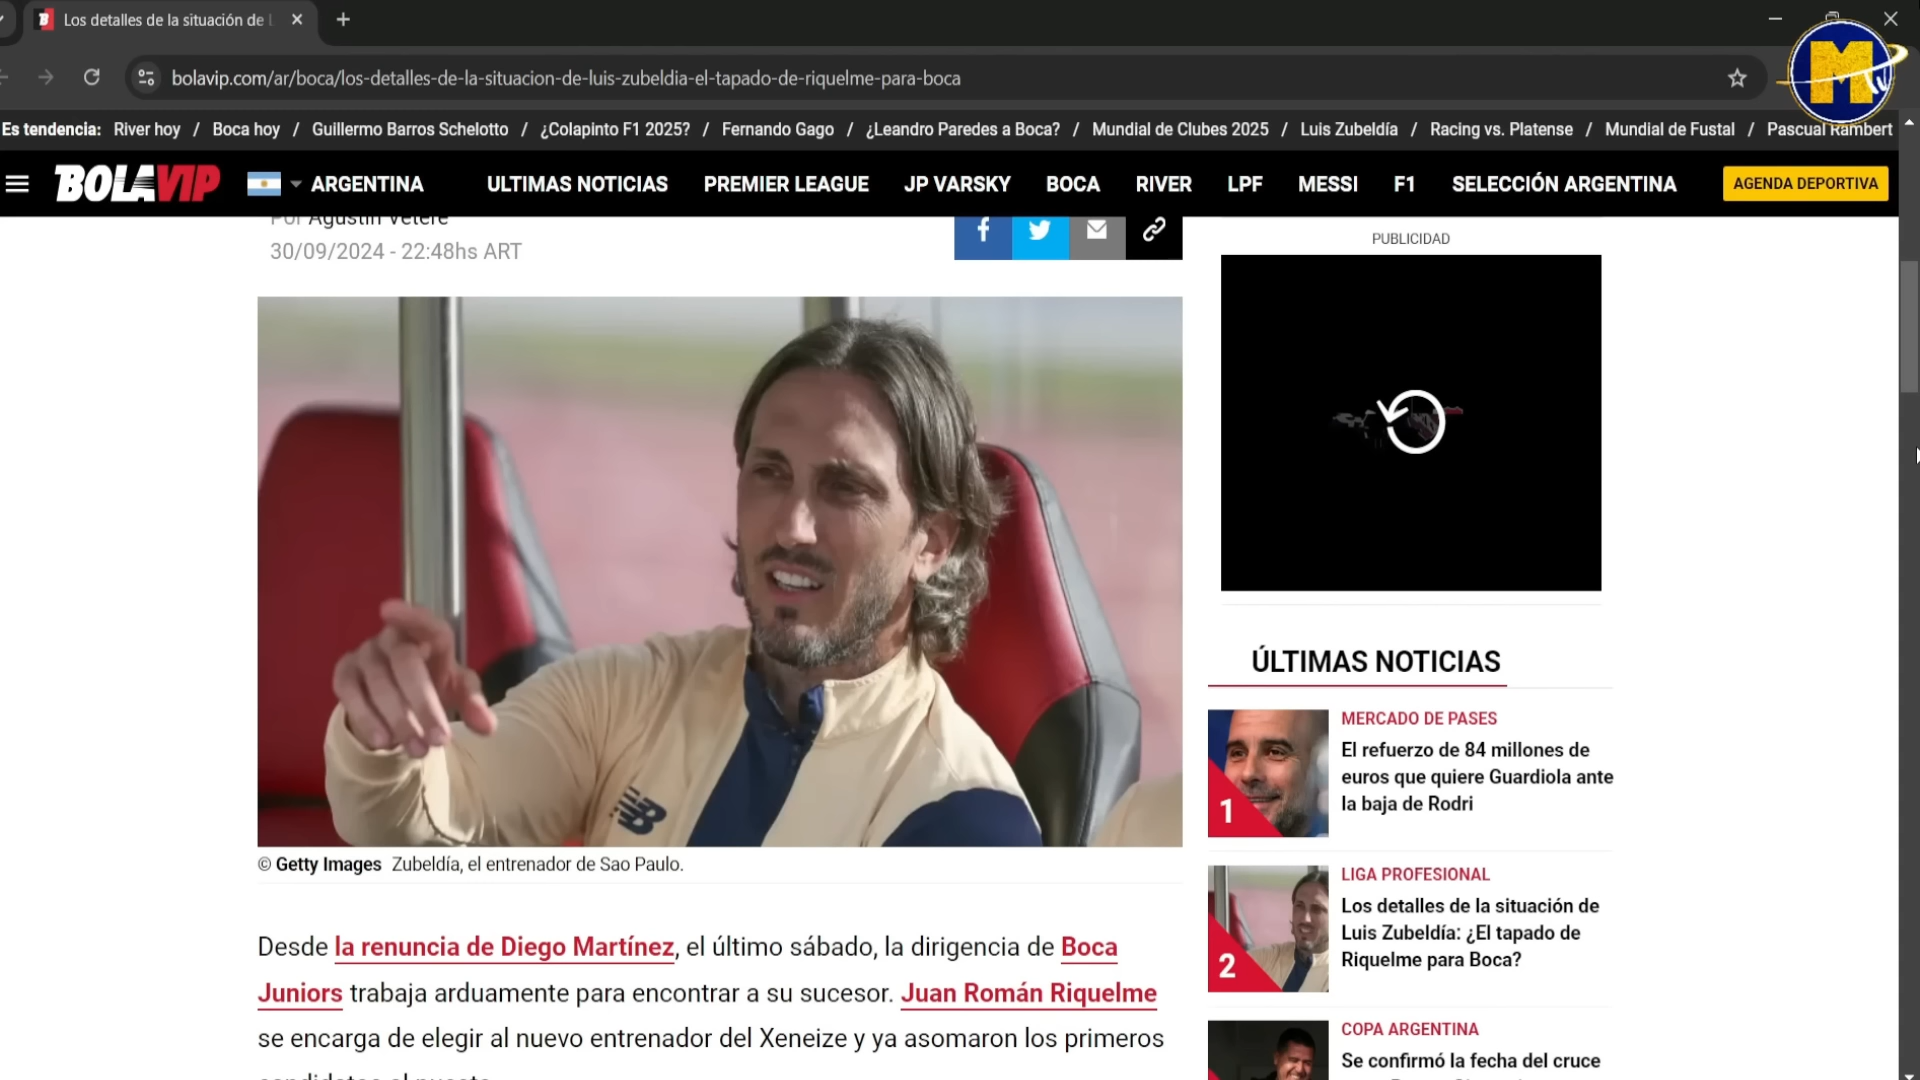 Los detalles de la situación de L
bolavip.com/ar/boca/los-detalles-de-la-situacion-de-luis-zubeldia-el-tapado-de-riquelme-para-boca
M
TV
Es tendencia: River hoy / Boca hoy / Guillermo Barros Schelotto / ¿Colapinto F1 2025? / Fernando Gago / ¿Leandro Paredes a Boca? / Mundial de Clubes 2025 / Luis Zubeldía / Racing vs. Platense / Mundial de Fustal / Pascual Rambert
BOLAVIP ARGENTINA ULTIMAS NOTICIAS PREMIER LEAGUE JP VARSKY BOCA RIVER LPF MESSI F1 SELECCIÓN ARGENTINA AGENDA DEPORTIVA
Por Agustín Vetere
30/09/2024 - 22:48hs ART
© Getty Images Zubeldía, el entrenador de Sao Paulo.
Desde la renuncia de Diego Martínez, el último sábado, la dirigencia de Boca
Juniors trabaja arduamente para encontrar a su sucesor. Juan Román Riquelme
se encarga de elegir al nuevo entrenador del Xeneize y ya asomaron los primeros
PUBLICIDAD
ÚLTIMAS NOTICIAS
1
MERCADO DE PASES
El refuerzo de 84 millones de
euros que quiere Guardiola ante
la baja de Rodri
2
LIGA PROFESIONAL
Los detalles de la situación de
Luis Zubeldía: ¿El tapado de
Riquelme para Boca?
COPA ARGENTINA
Se confirmó la fecha del cruce